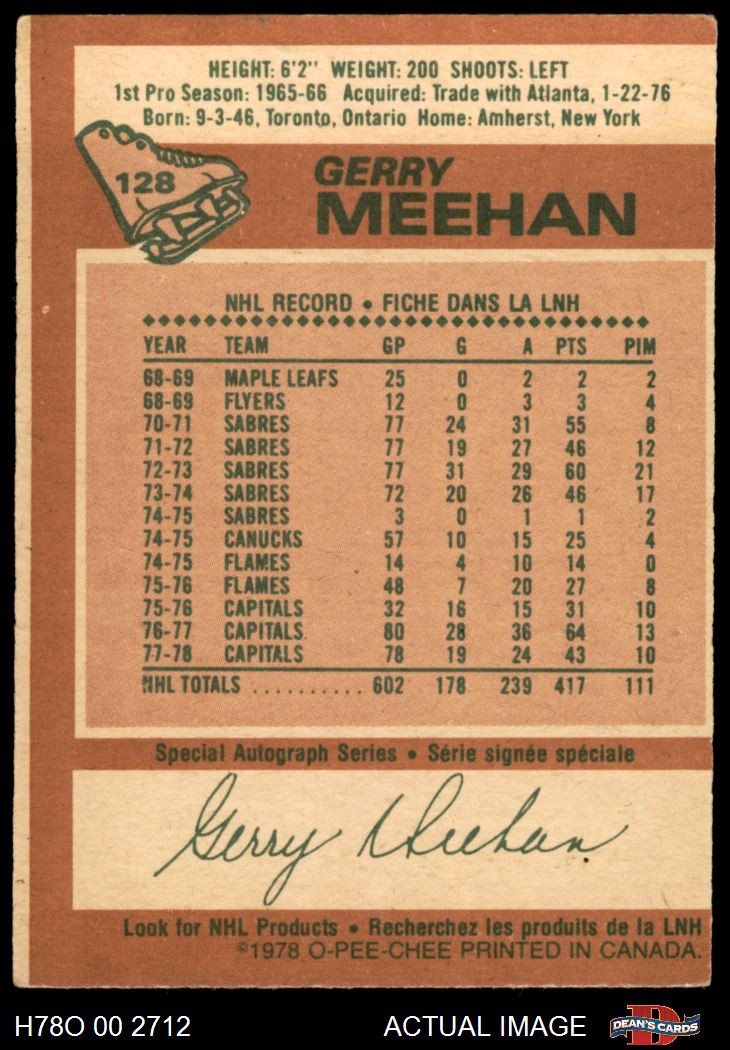 HEIGHT: 6'2" WEIGHT: 200 SHOOTS: LEFT
1st Pro Season: 1965-66 Acquired: Trade with Atlanta, 1-22-76
Born: 9-3-46, Toronto, Ontario Home: Amherst, New York
128
GERRY
MEEHAN
NHL RECORD • FICHE DANS LA LNH
YEAR TEAM GP G A PTS PIM
68-69 MAPLE LEAFS 25 0 2 2 2
68-69 FLYERS 12 0 3 3 4
70-71 SABRES 77 24 31 55 8
71-72 SABRES 77 19 27 46 12
72-73 SABRES 77 31 29 60 21
73-74 SABRES 72 20 26 46 17
74-75 SABRES 3 0 1 1 2
74-75 CANUCKS 57 10 15 25 4
74-75 FLAMES 14 4 10 14 0
75-76 FLAMES 48 7 20 27 8
75-76 CAPITALS 32 16 15 31 10
76-77 CAPITALS 80 28 36 64 13
77-78 CAPITALS 78 19 24 43 10
NHL TOTALS .......... 602 178 239 417 111
Special Autograph Series • Série signée spéciale
Gerry Meehan
Look for NHL Products • Recherchez les produits de la LNH
©1978 O-PEE-CHEE PRINTED IN CANADA.
H78O 00 2712 ACTUAL IMAGE D DEAN'S CARDS